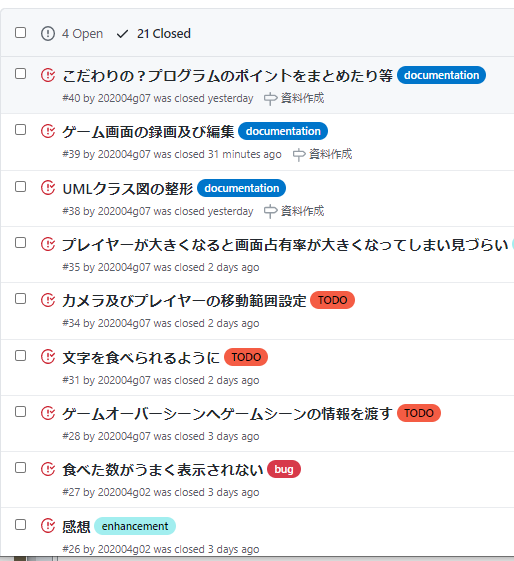 4 Open 21 Closed
こだわりの？プログラムのポイントをまとめたり等 documentation
#40 by 202004g07 was closed yesterday 資料作成
ゲーム画面の録画及び編集 documentation
#39 by 202004g07 was closed 31 minutes ago 資料作成
UMLクラス図の整形 documentation
#38 by 202004g07 was closed yesterday 資料作成
プレイヤーが大きくなると画面占有率が大きくなってしまい見づらい
#35 by 202004g07 was closed 2 days ago
カメラ及びプレイヤーの移動範囲設定 TODO
#34 by 202004g07 was closed 2 days ago
文字を食べられるように TODO
#31 by 202004g07 was closed 2 days ago
ゲームオーバーシーンへゲームシーンの情報を渡す TODO
#28 by 202004g07 was closed 3 days ago
食べた数がうまく表示されない bug
#27 by 202004g02 was closed 3 days ago
感想 enhancement
#26 by 202004g02 was closed 3 days ago